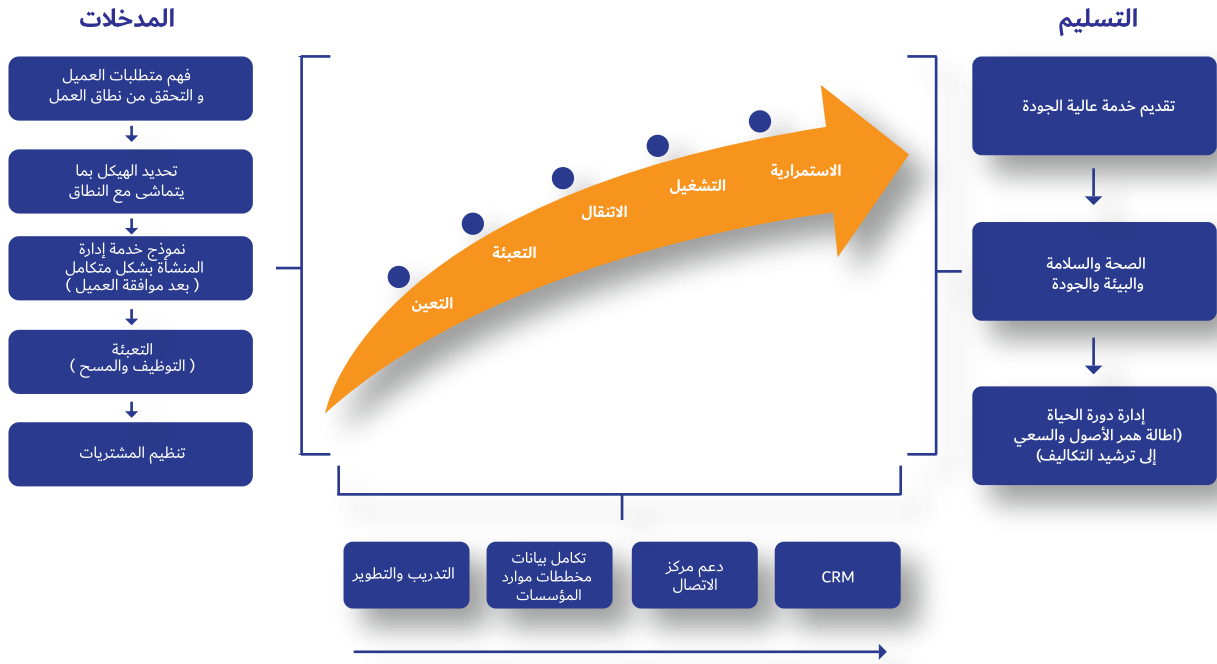 المدخلات
فهم متطلبات العميل
و التحقق من نطاق العمل
تحديد الهيكل بما
يتماشى مع النطاق
نموذج خدمة إدارة
المنشأة بشكل متكامل
( بعد موافقة العميل )
التعبئة
( التوظيف والمسح )
تنظيم المشتريات
التعين
التعبئة
الاتنقال
التشغيل
الاستمرارية
التدريب والتطوير
تكامل بيانات
مخططات موارد
المؤسسات
دعم مركز
الاتصال
CRM
التسليم
تقديم خدمة عالية الجودة
الصحة والسلامة
والبيئة والجودة
إدارة دورة الحياة
(اطالة همر الأصول والسعي
إلى ترشيد التكاليف)